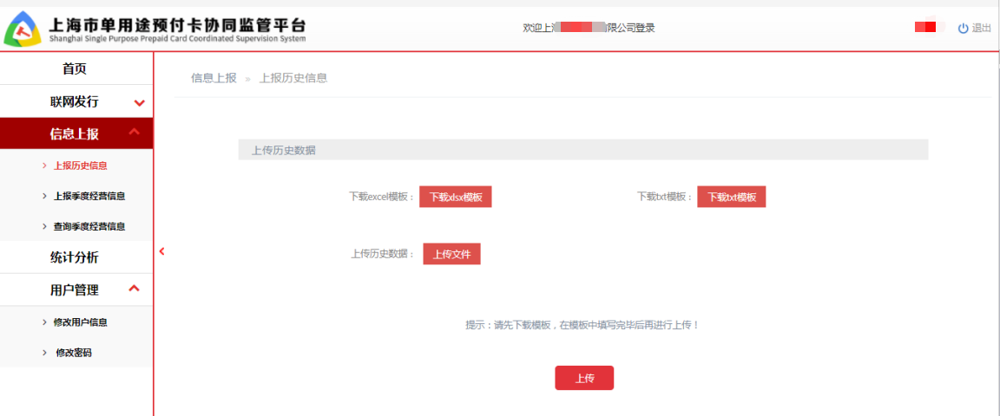 上海市单用途预付卡协同监管平台
Shanghai Single Purpose Prepaid Card Coordinated Supervision System
欢迎上 限公司登录
退出
首页
联网发行
信息上报
上报历史信息
上报季度经营信息
查询季度经营信息
统计分析
用户管理
修改用户信息
修改密码
信息上报 » 上报历史信息
上传历史数据
下载excel模板： 下载xlsx模板 下载txt模板： 下载txt模板
上传历史数据： 上传文件
提示：请先下载模板，在模板中填写完毕后再进行上传！
上传